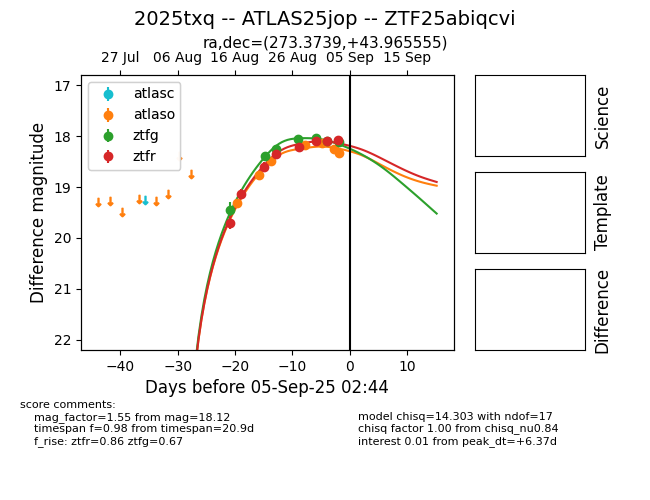 2025txq -- ATLAS25jop -- ZTF25abiqcvi
ra,dec=(273.3739,+43.965555)
27 Jul 06 Aug 16 Aug 26 Aug 05 Sep 15 Sep
17
18
19
20
21
22
Difference magnitude
atlasc
atlaso
ztfg
ztfr
−40 −30 −20 −10 0 10
Days before 05-Sep-25 02:44
Science
Template
Difference
score comments:
mag_factor=1.55 from mag=18.12
timespan f=0.98 from timespan=20.9d
f_rise: ztfr=0.86 ztfg=0.67
model chisq=14.303 with ndof=17
chisq factor 1.00 from chisq_nu0.84
interest 0.01 from peak_dt=+6.37d